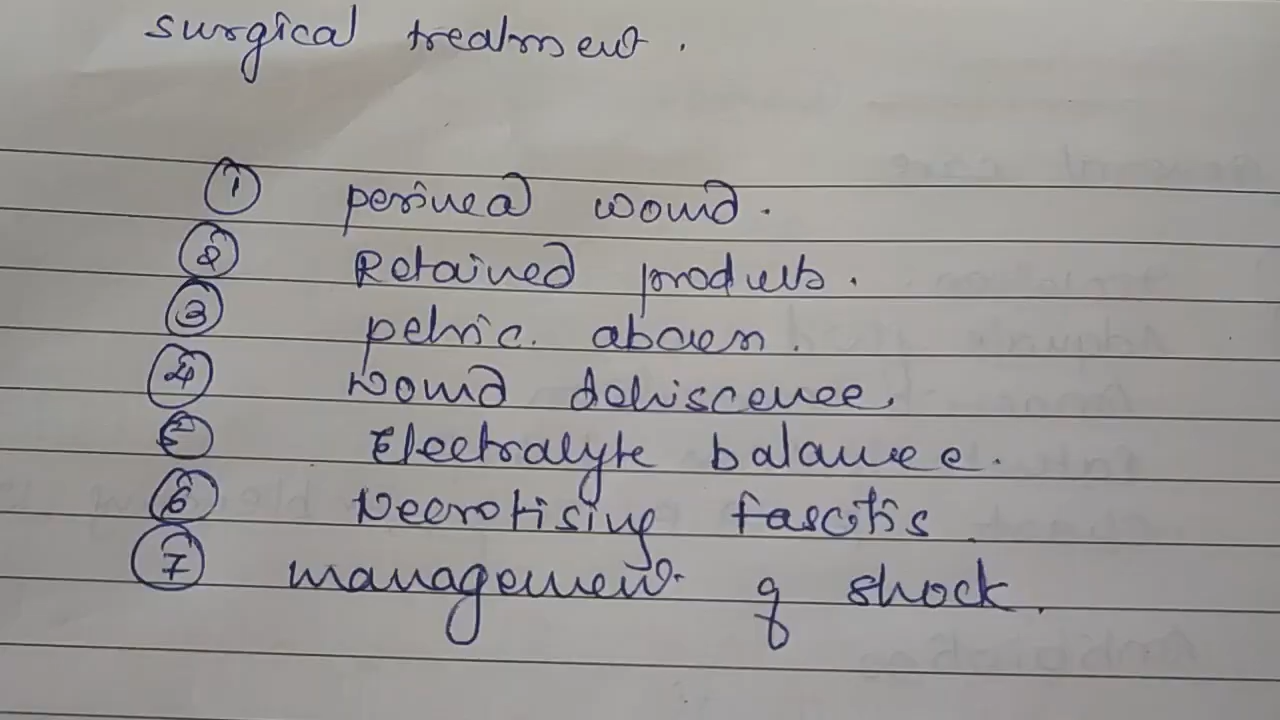 surgical treatment.
① perineal wound.
② Retained products.
③ pelvic. abscess.
④ wound dehiscence.
⑤ Electrolyte balance.
⑥ Necrotising fascitis
⑦ management of shock.